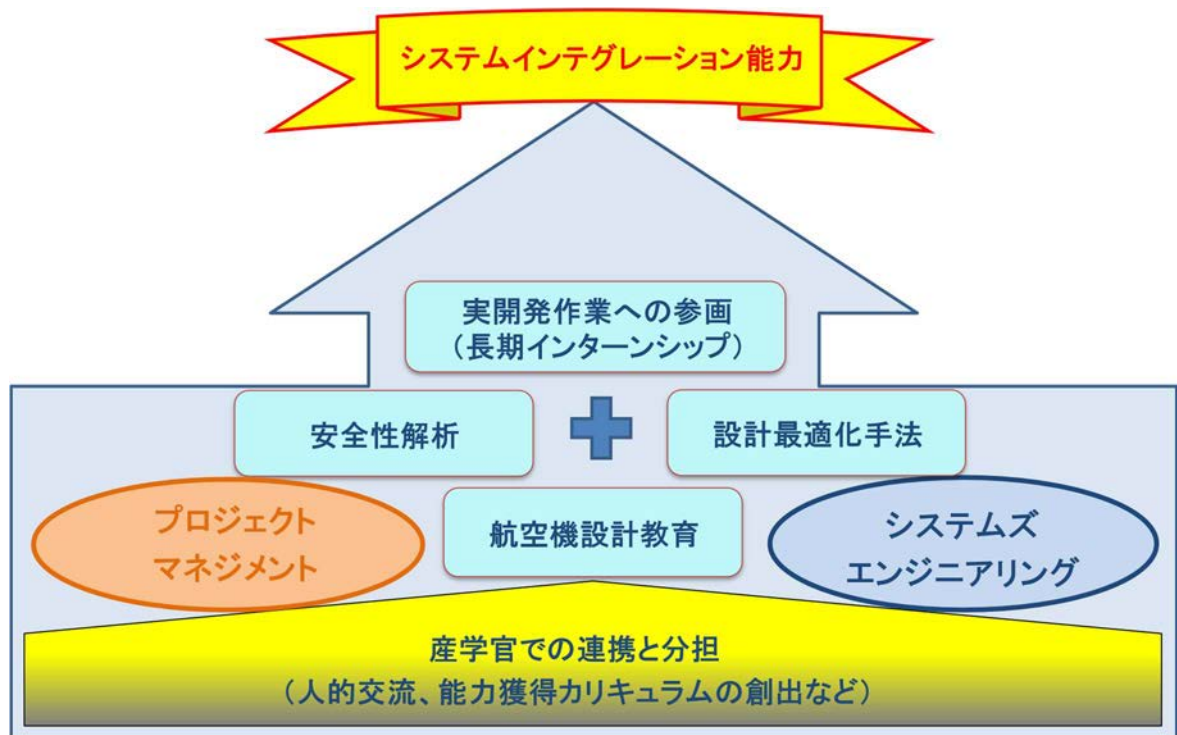 システムインテグレーション能力
実開発作業への参画
（長期インターンシップ）
安全性解析
設計最適化手法
プロジェクト
マネジメント
航空機設計教育
システムズ
エンジニアリング
産学官での連携と分担
（人的交流、能力獲得カリキュラムの創出など）